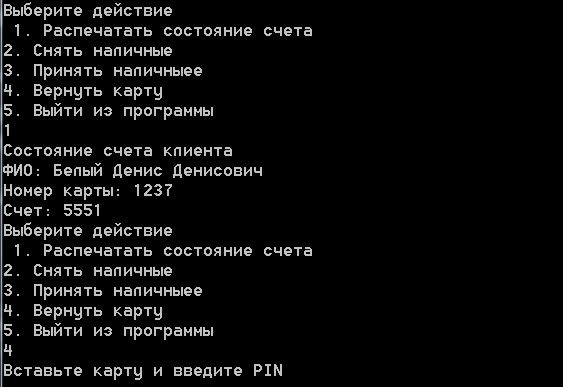 Выберите действие
1. Распечатать состояние счета
2. Снять наличные
3. Принять наличныее
4. Вернуть карту
5. Выйти из программы
1
Состояние счета клиента
ФИО: Белый Денис Денисович
Номер карты: 1237
Счет: 5551
Выберите действие
1. Распечатать состояние счета
2. Снять наличные
3. Принять наличныее
4. Вернуть карту
5. Выйти из программы
4
Вставьте карту и введите PIN